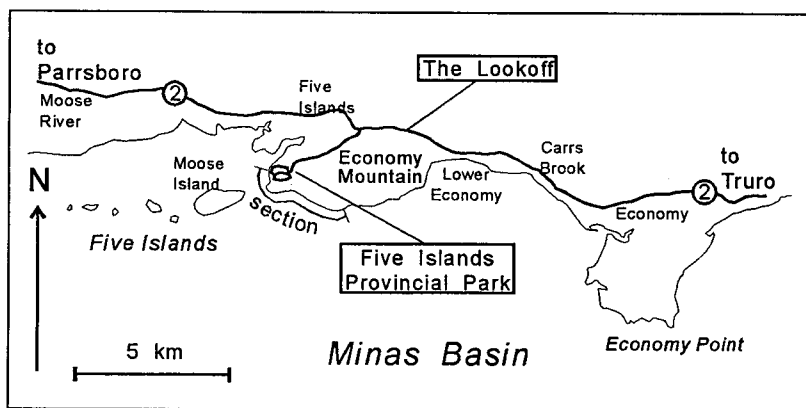 to
Parrsboro
2
Moose
River
Five
Islands
The Lookoff
Moose
Island
Economy
Mountain
Lower
Economy
Carrs
Brook
to
Truro
2
Economy
N
section
Five Islands
Five Islands
Provincial Park
5 km
Minas Basin
Economy Point